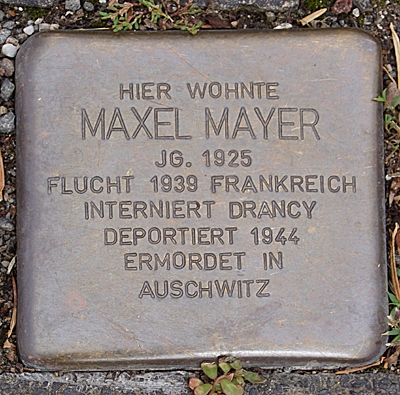 HIER WOHNTE
MAXEL MAYER
JG. 1925
FLUCHT 1939 FRANKREICH
INTERNIERT DRANCY
DEPORTIERT 1944
ERMORDET IN
AUSCHWITZ